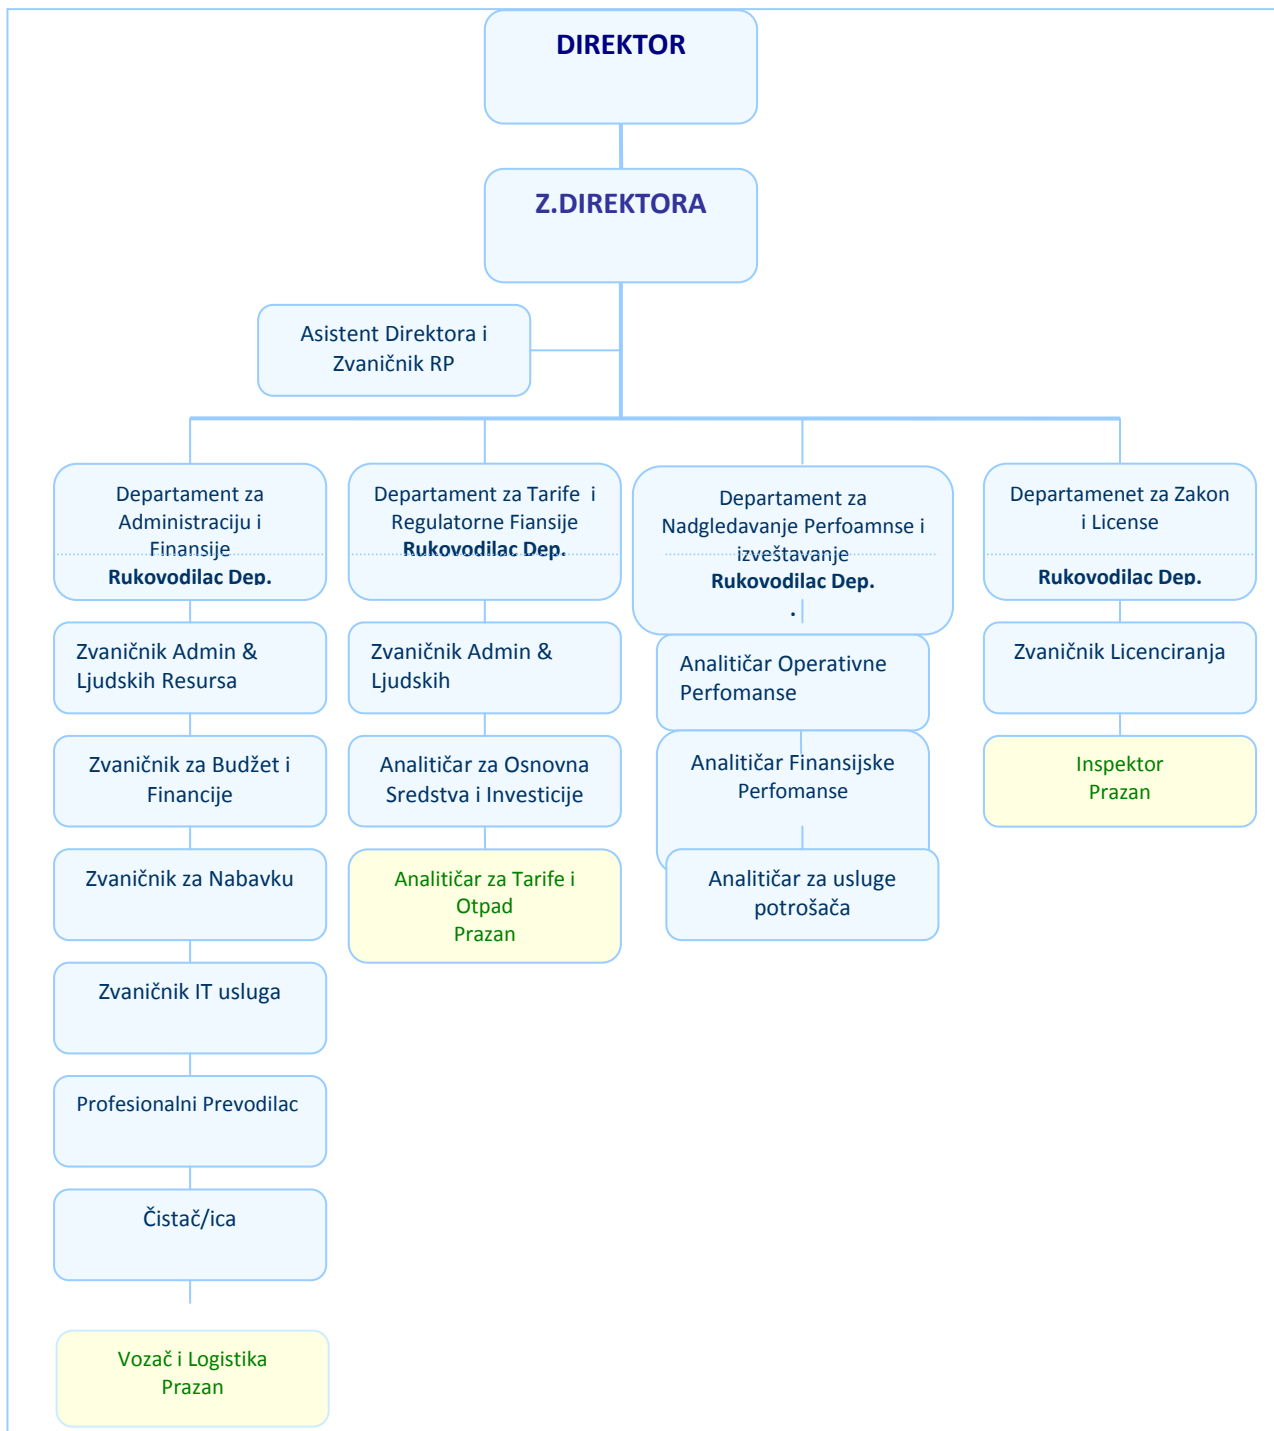 DIREKTOR
Z.DIREKTORA
Asistent Direktora i
Zvaničnik RP
Departament za
Administraciju i
Finansije
Rukovodilac Dep.
Zvaničnik Admin &
Ljudskih Resursa
Zvaničnik za Budžet i
Financije
Zvaničnik za Nabavku
Zvaničnik IT usluga
Profesionalni Prevodilac
Čistač/ica
Vozač i Logistika
Prazan
Departament za Tarife i
Regulatorne Fiansije
Rukovodilac Dep.
Zvaničnik Admin &
Ljudskih
Analitičar za Osnovna
Sredstva i Investicije
Analitičar za Tarife i
Otpad
Prazan
Departament za
Nadgledavanje Perfoamnse i
izveštavanje
Rukovodilac Dep.
.
Analitičar Operativne
Perfomanse
Analitičar Finansijske
Perfomanse
Analitičar za usluge
potrošača
Departamenet za Zakon
i License
Rukovodilac Dep.
Zvaničnik Licenciranja
Inspektor
Prazan